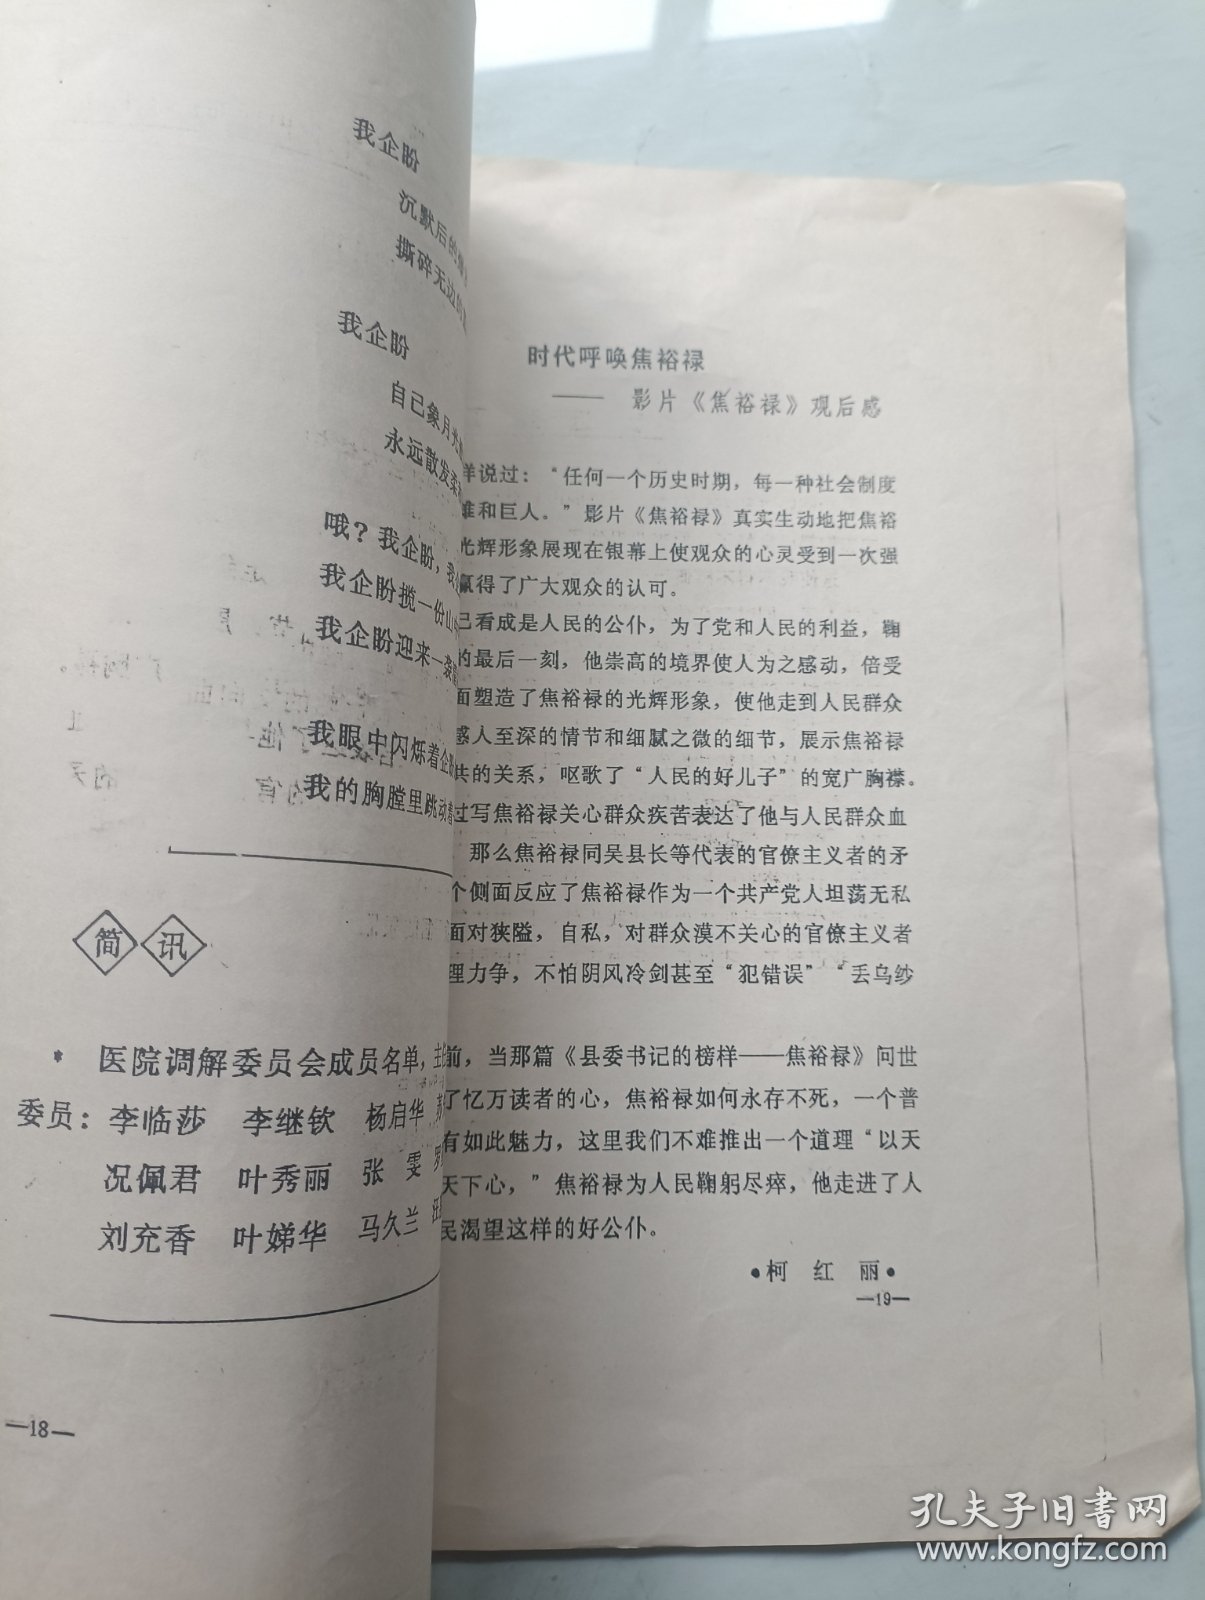 我企盼
沉默后的
撕碎无边的
我企盼
自己象月光
永远散发柔
哦？我企盼，我
我企盼揽一份山
我企盼迎来一
我眼中闪烁着企盼
我的胸膛里跳动着
简讯
* 医院调解委员会成员名单，主
委员：李临莎 李继钦 杨启华
况佩君 叶秀丽 张雯 罗
刘充香 叶娣华 马久兰 汪
—18—
时代呼唤焦裕禄
—— 影片《焦裕禄》观后感
样说过：“任何一个历史时期，每一种社会制度
雄和巨人。”影片《焦裕禄》真实生动地把焦裕
光辉形象展现在银幕上使观众的心灵受到一次强
赢得了广大观众的认可。
己看成是人民的公仆，为了党和人民的利益，鞠
的最后一刻，他崇高的境界使人为之感动，倍受
面塑造了焦裕禄的光辉形象，使他走到人民群众
感人至深的情节和细腻之微的细节，展示焦裕禄
共的关系，呕歌了“人民的好儿子”的宽广胸襟。
过写焦裕禄关心群众疾苦表达了他与人民群众血
那么焦裕禄同吴县长等代表的官僚主义者的矛
个侧面反应了焦裕禄作为一个共产党人坦荡无私
面对狭隘，自私，对群众漠不关心的官僚主义者
理力争，不怕阴风冷剑甚至“犯错误”“丢乌纱
前，当那篇《县委书记的榜样——焦裕禄》问世
了忆万读者的心，焦裕禄如何永存不死，一个普
有如此魅力，这里我们不难推出一个道理“以天
天下心，”焦裕禄为人民鞠躬尽瘁，他走进了人
民渴望这样的好公仆。
•柯红丽•
—19—
孔夫子旧书网
www.kongfz.com